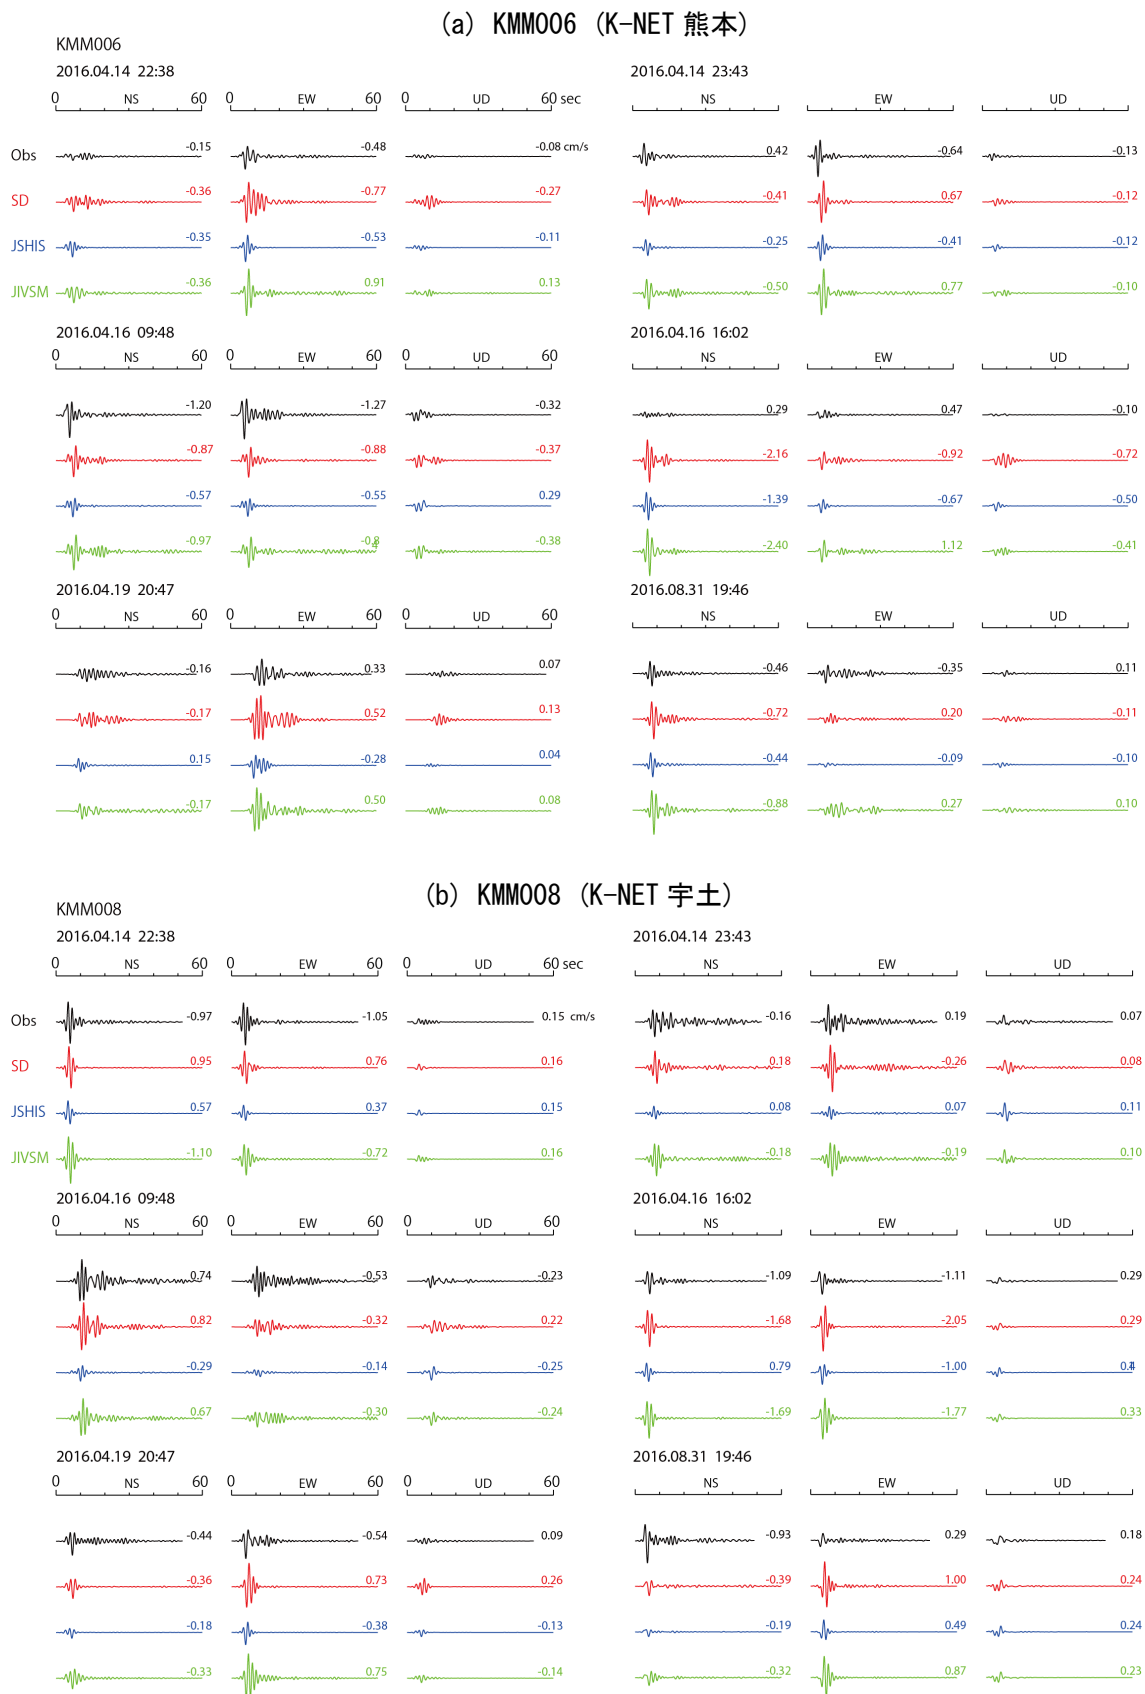 (a) KMM006 (K-NET 熊本)
KMM006
2016.04.14 22:38 2016.04.14 23:43
0 NS 60 0 EW 60 0 UD 60 sec NS EW UD
Obs -0.15 -0.48 -0.08 cm/s 0.42 -0.64 -0.13
SD -0.36 -0.77 -0.27 -0.41 0.67 -0.12
JSHIS -0.35 -0.53 -0.11 -0.25 -0.41 -0.12
JIVSM -0.36 0.91 0.13 -0.50 0.77 -0.10
2016.04.16 09:48 2016.04.16 16:02
0 NS 60 0 EW 60 0 UD 60 NS EW UD
-1.20 -1.27 -0.32 0.29 0.47 -0.10
-0.87 -0.88 -0.37 -2.16 -0.92 -0.72
-0.57 -0.55 0.29 -1.39 -0.67 -0.50
-0.97 -0.84 -0.38 -2.40 1.12 -0.41
2016.04.19 20:47 2016.08.31 19:46
0 NS 60 0 EW 60 0 UD 60 NS EW UD
-0.16 0.33 0.07 -0.46 -0.35 0.11
-0.17 0.52 0.13 -0.72 0.20 -0.11
0.15 -0.28 0.04 -0.44 -0.09 -0.10
-0.17 0.50 0.08 -0.88 0.27 0.10
(b) KMM008 (K-NET 宇土)
KMM008
2016.04.14 22:38 2016.04.14 23:43
0 NS 60 0 EW 60 0 UD 60 sec NS EW UD
Obs -0.97 -1.05 0.15 cm/s -0.16 0.19 0.07
SD 0.95 0.76 0.16 0.18 -0.26 0.08
JSHIS 0.57 0.37 0.15 0.08 0.07 0.11
JIVSM -1.10 -0.72 0.16 -0.18 -0.19 0.10
2016.04.16 09:48 2016.04.16 16:02
0 NS 60 0 EW 60 0 UD 60 NS EW UD
0.74 -0.53 -0.23 -1.09 -1.11 0.29
0.82 -0.32 0.22 -1.68 -2.05 0.29
-0.29 -0.14 -0.25 0.79 -1.00
0.67 -0.30 -0.24 -1.69 -1.77 0.33
2016.04.19 20:47 2016.08.31 19:46
0 NS 60 0 EW 60 0 UD 60 NS EW UD
-0.44 -0.54 0.09 -0.93 0.29 0.18
-0.36 0.73 0.26 -0.39 1.00 0.24
-0.18 -0.38 -0.13 -0.19 0.49 0.24
-0.33 0.75 -0.14 -0.32 0.87 0.23